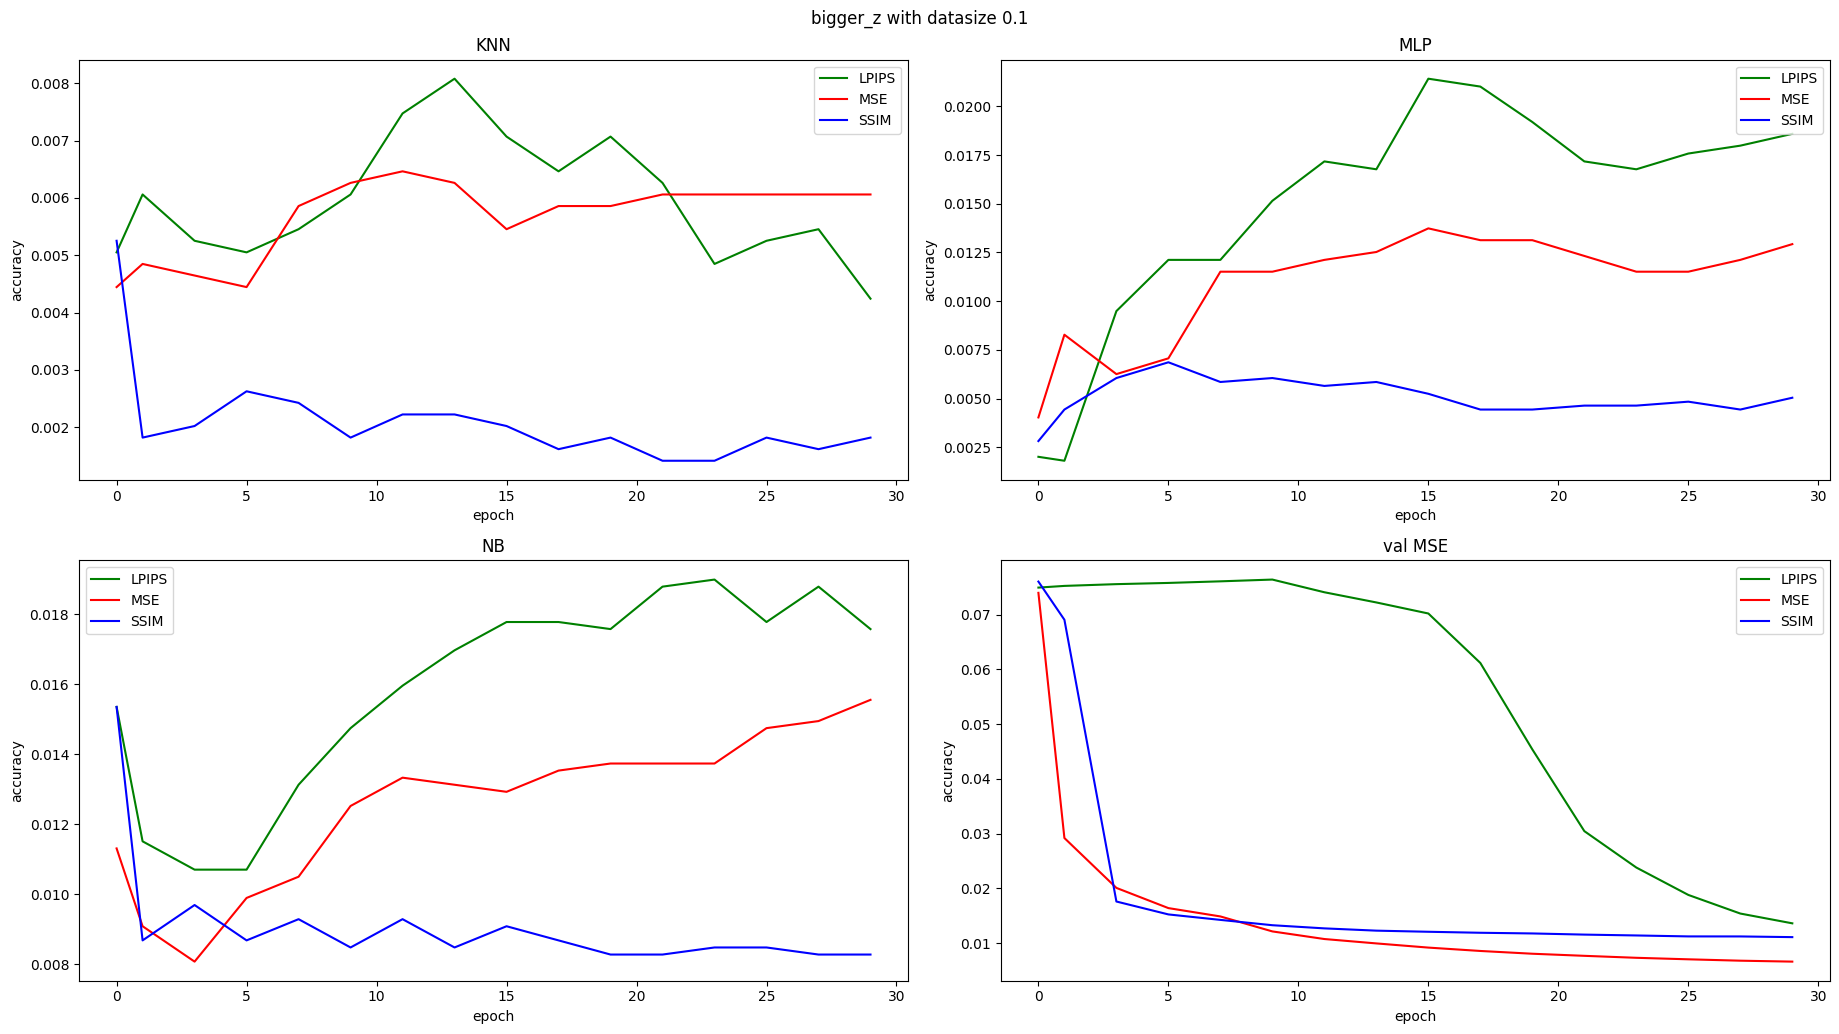 bigger_z with datasize 0.1
KNN
LPIPS
MSE
SSIM
0.008
0.007
0.006
0.005
0.004
0.003
0.002
accuracy
0 5 10 15 20 25 30
epoch
MLP
LPIPS
MSE
SSIM
0.0200
0.0175
0.0150
0.0125
0.0100
0.0075
0.0050
0.0025
accuracy
0 5 10 15 20 25 30
epoch
NB
LPIPS
MSE
SSIM
0.018
0.016
0.014
0.012
0.010
0.008
accuracy
0 5 10 15 20 25 30
epoch
val MSE
LPIPS
MSE
SSIM
0.07
0.06
0.05
0.04
0.03
0.02
0.01
accuracy
0 5 10 15 20 25 30
epoch